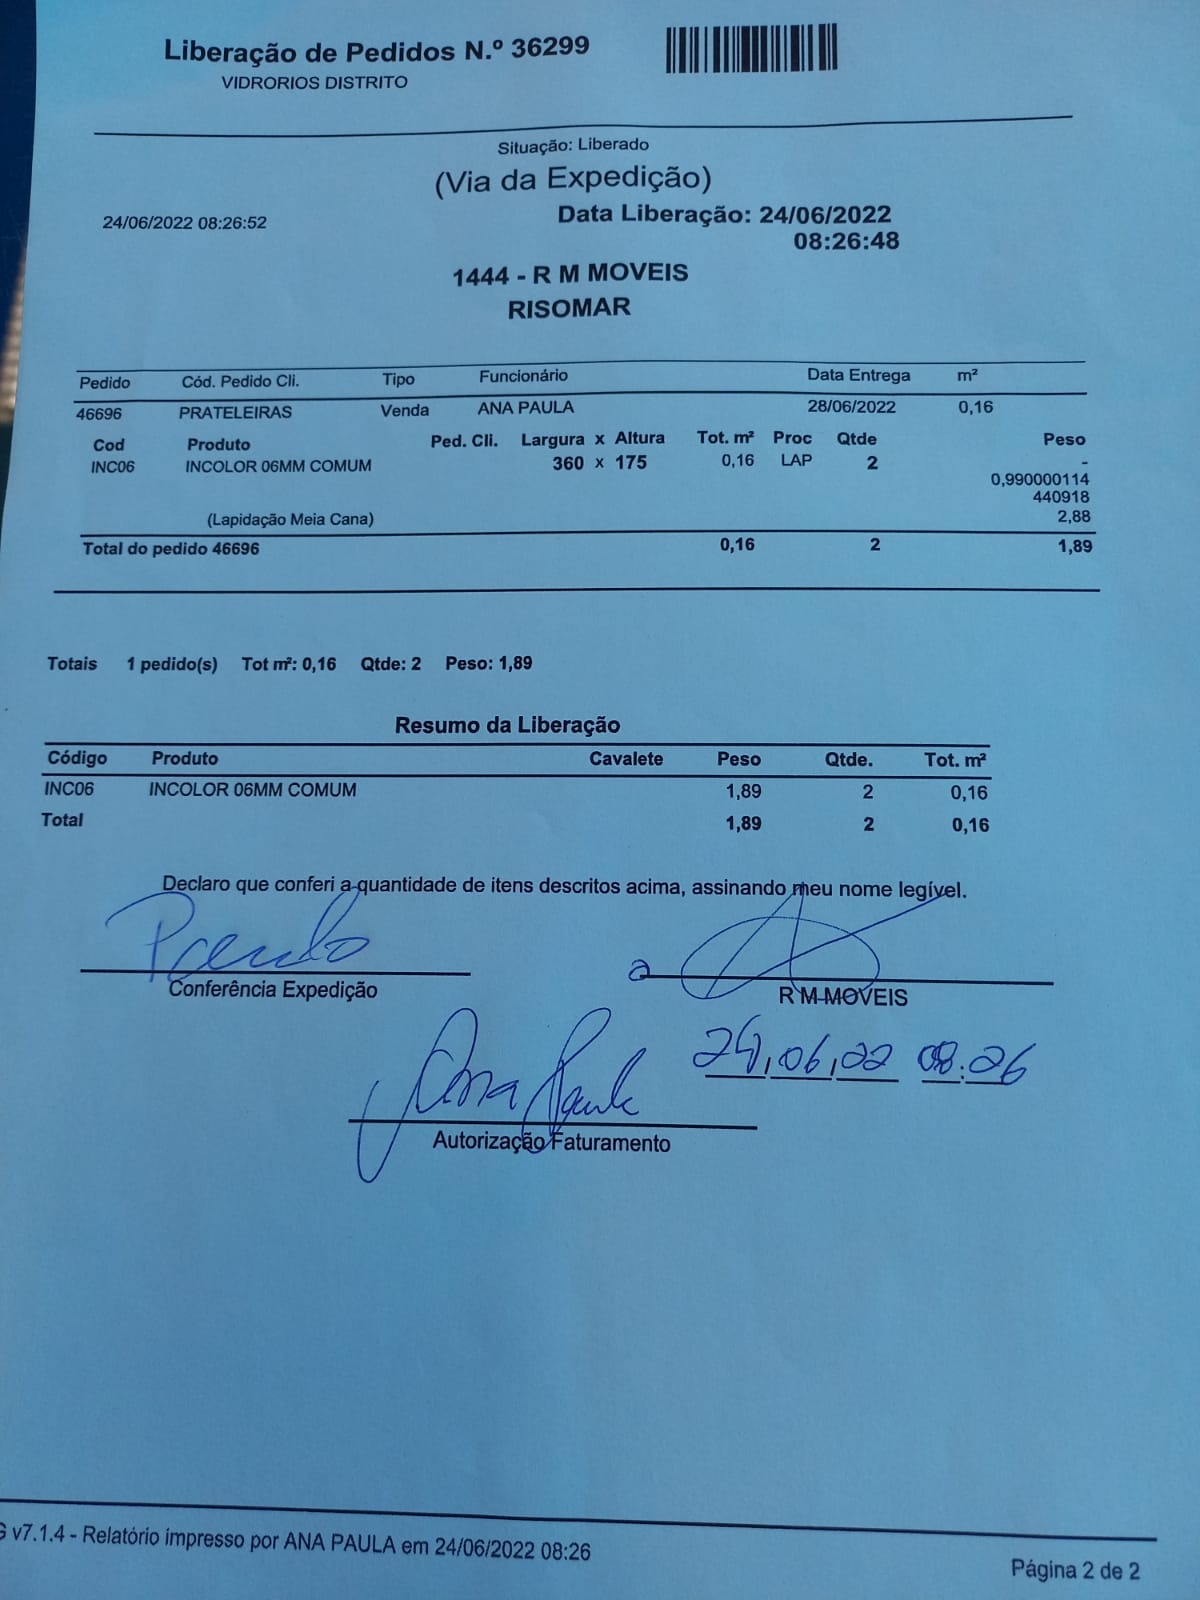 Liberação de Pedidos N.º 36299
VIDRORIOS DISTRITO
Situação: Liberado
(Via da Expedição)
24/06/2022 08:26:52
Data Liberação: 24/06/2022
08:26:48
1444 - R M MOVEIS
RISOMAR
Pedido Cód. Pedido Cli. Tipo Funcionário Data Entrega m²
46696 PRATELEIRAS Venda ANA PAULA 28/06/2022 0,16
Cod Produto Ped. Cli. Largura x Altura Tot. m² Proc Qtde Peso
INC06 INCOLOR 06MM COMUM 360 x 175 0,16 LAP 2 -
0,990000114
440918
(Lapidação Meia Cana) 2,88
Total do pedido 46696 0,16 2 1,89
Totais 1 pedido(s) Tot m²: 0,16 Qtde: 2 Peso: 1,89
Resumo da Liberação
Código Produto Cavalete Peso Qtde. Tot. m²
INC06 INCOLOR 06MM COMUM 1,89 2 0,16
Total 1,89 2 0,16
Declaro que conferi a quantidade de itens descritos acima, assinando meu nome legível.
Conferência Expedição
R M MOVEIS
24,06,22 08:26
Ana Paula
Autorização Faturamento
v7.1.4 - Relatório impresso por ANA PAULA em 24/06/2022 08:26
Página 2 de 2